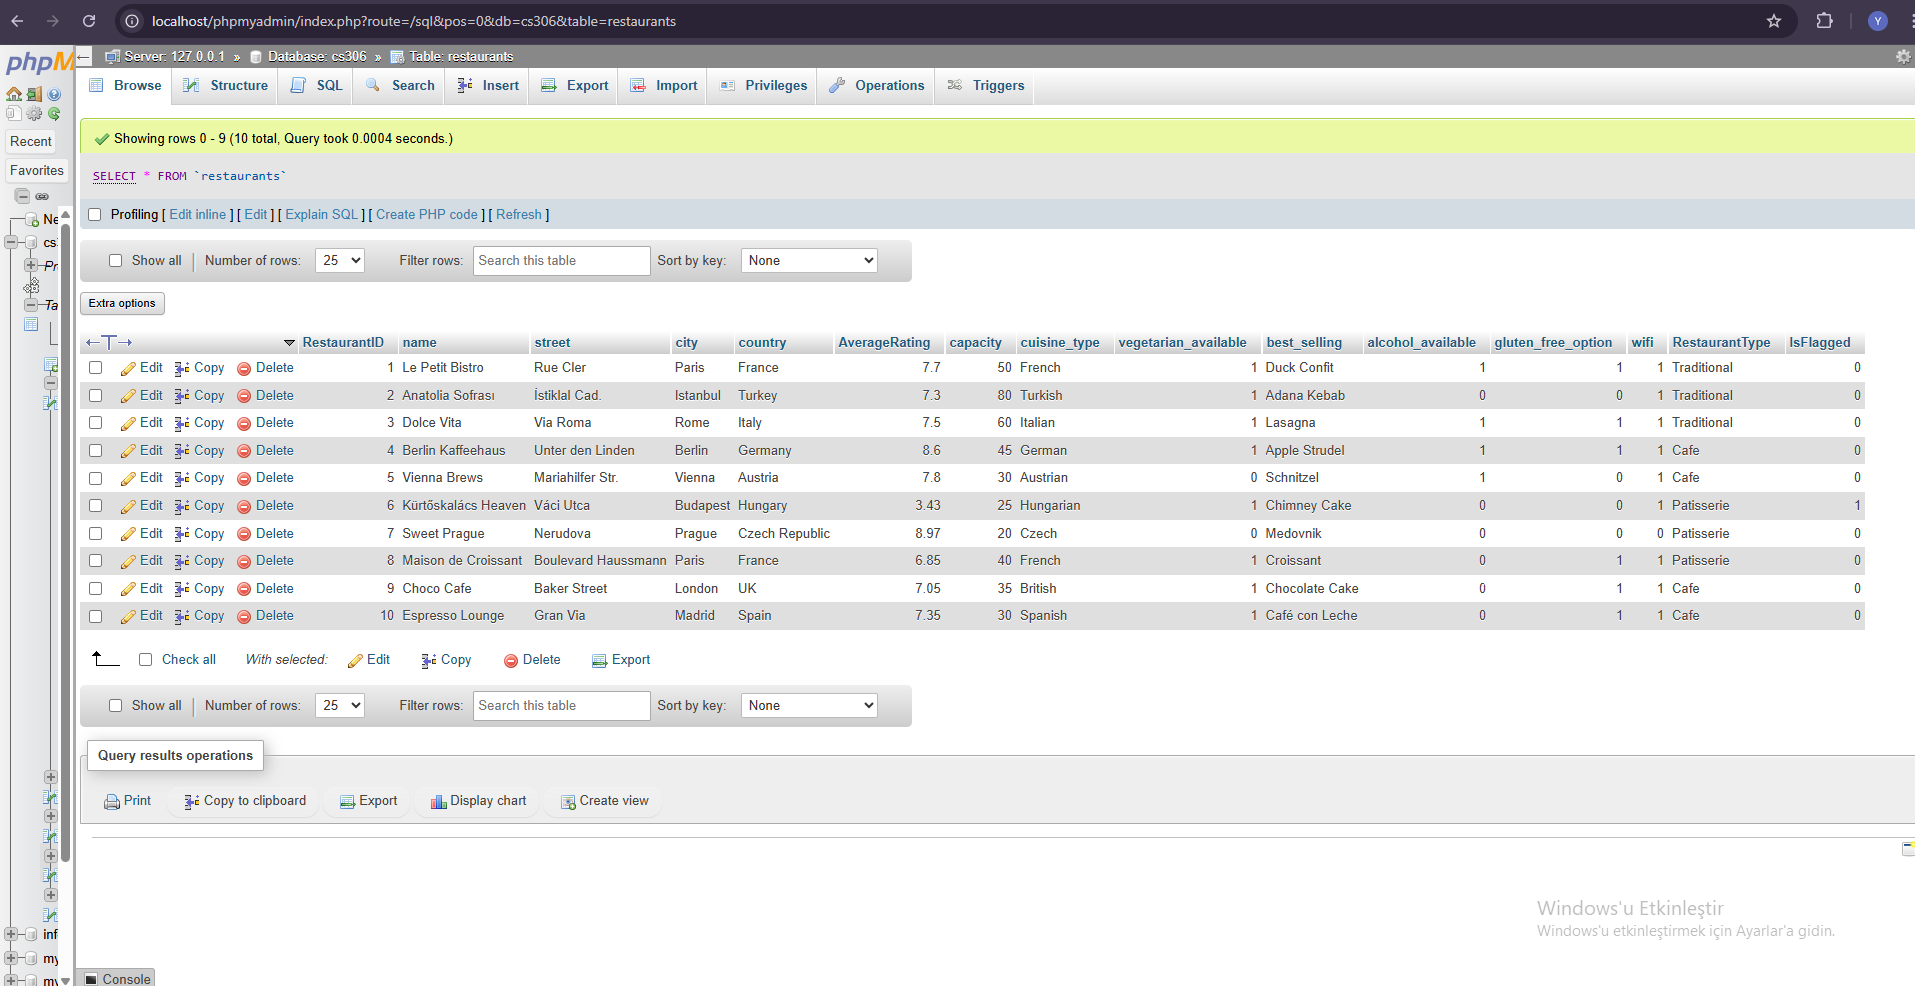 localhost/phpmyadmin/index.php?route=/sql&pos=0&db=cs306&table=restaurants
Y
phpM
Server: 127.0.0.1 » Database: cs306 » Table: restaurants
Browse Structure SQL Search Insert Export Import Privileges Operations Triggers
Recent
Favorites
Showing rows 0 - 9 (10 total, Query took 0.0004 seconds.)
SELECT * FROM `restaurants`
Profiling [ Edit inline ] [ Edit ] [ Explain SQL ] [ Create PHP code ] [ Refresh ]
Show all Number of rows: 25 Filter rows: Search this table Sort by key: None
Extra options
RestaurantID name street city country AverageRating capacity cuisine_type vegetarian_available best_selling alcohol_available gluten_free_option wifi RestaurantType IsFlagged
Edit Copy Delete 1 Le Petit Bistro Rue Cler Paris France 7.7 50 French 1 Duck Confit 1 1 1 Traditional 0
Edit Copy Delete 2 Anatolia Sofrası İstiklal Cad. Istanbul Turkey 7.3 80 Turkish 1 Adana Kebab 0 0 1 Traditional 0
Edit Copy Delete 3 Dolce Vita Via Roma Rome Italy 7.5 60 Italian 1 Lasagna 1 1 1 Traditional 0
Edit Copy Delete 4 Berlin Kaffeehaus Unter den Linden Berlin Germany 8.6 45 German 1 Apple Strudel 1 1 1 Cafe 0
Edit Copy Delete 5 Vienna Brews Mariahilfer Str. Vienna Austria 7.8 30 Austrian 0 Schnitzel 1 0 1 Cafe 0
Edit Copy Delete 6 Kürtőskalács Heaven Váci Utca Budapest Hungary 3.43 25 Hungarian 1 Chimney Cake 0 0 1 Patisserie 1
Edit Copy Delete 7 Sweet Prague Nerudova Prague Czech Republic 8.97 20 Czech 0 Medovnik 0 0 0 Patisserie 0
Edit Copy Delete 8 Maison de Croissant Boulevard Haussmann Paris France 6.85 40 French 1 Croissant 0 1 1 Patisserie 0
Edit Copy Delete 9 Choco Cafe Baker Street London UK 7.05 35 British 1 Chocolate Cake 0 1 1 Cafe 0
Edit Copy Delete 10 Espresso Lounge Gran Via Madrid Spain 7.35 30 Spanish 1 Café con Leche 0 1 1 Cafe 0
Check all With selected: Edit Copy Delete Export
Show all Number of rows: 25 Filter rows: Search this table Sort by key: None
Query results operations
Print Copy to clipboard Export Display chart Create view
Ne
cs
Pr
Ta
inf
my
my
Console
Windows'u Etkinleştir
Windows'u etkinleştirmek için Ayarlar'a gidin.